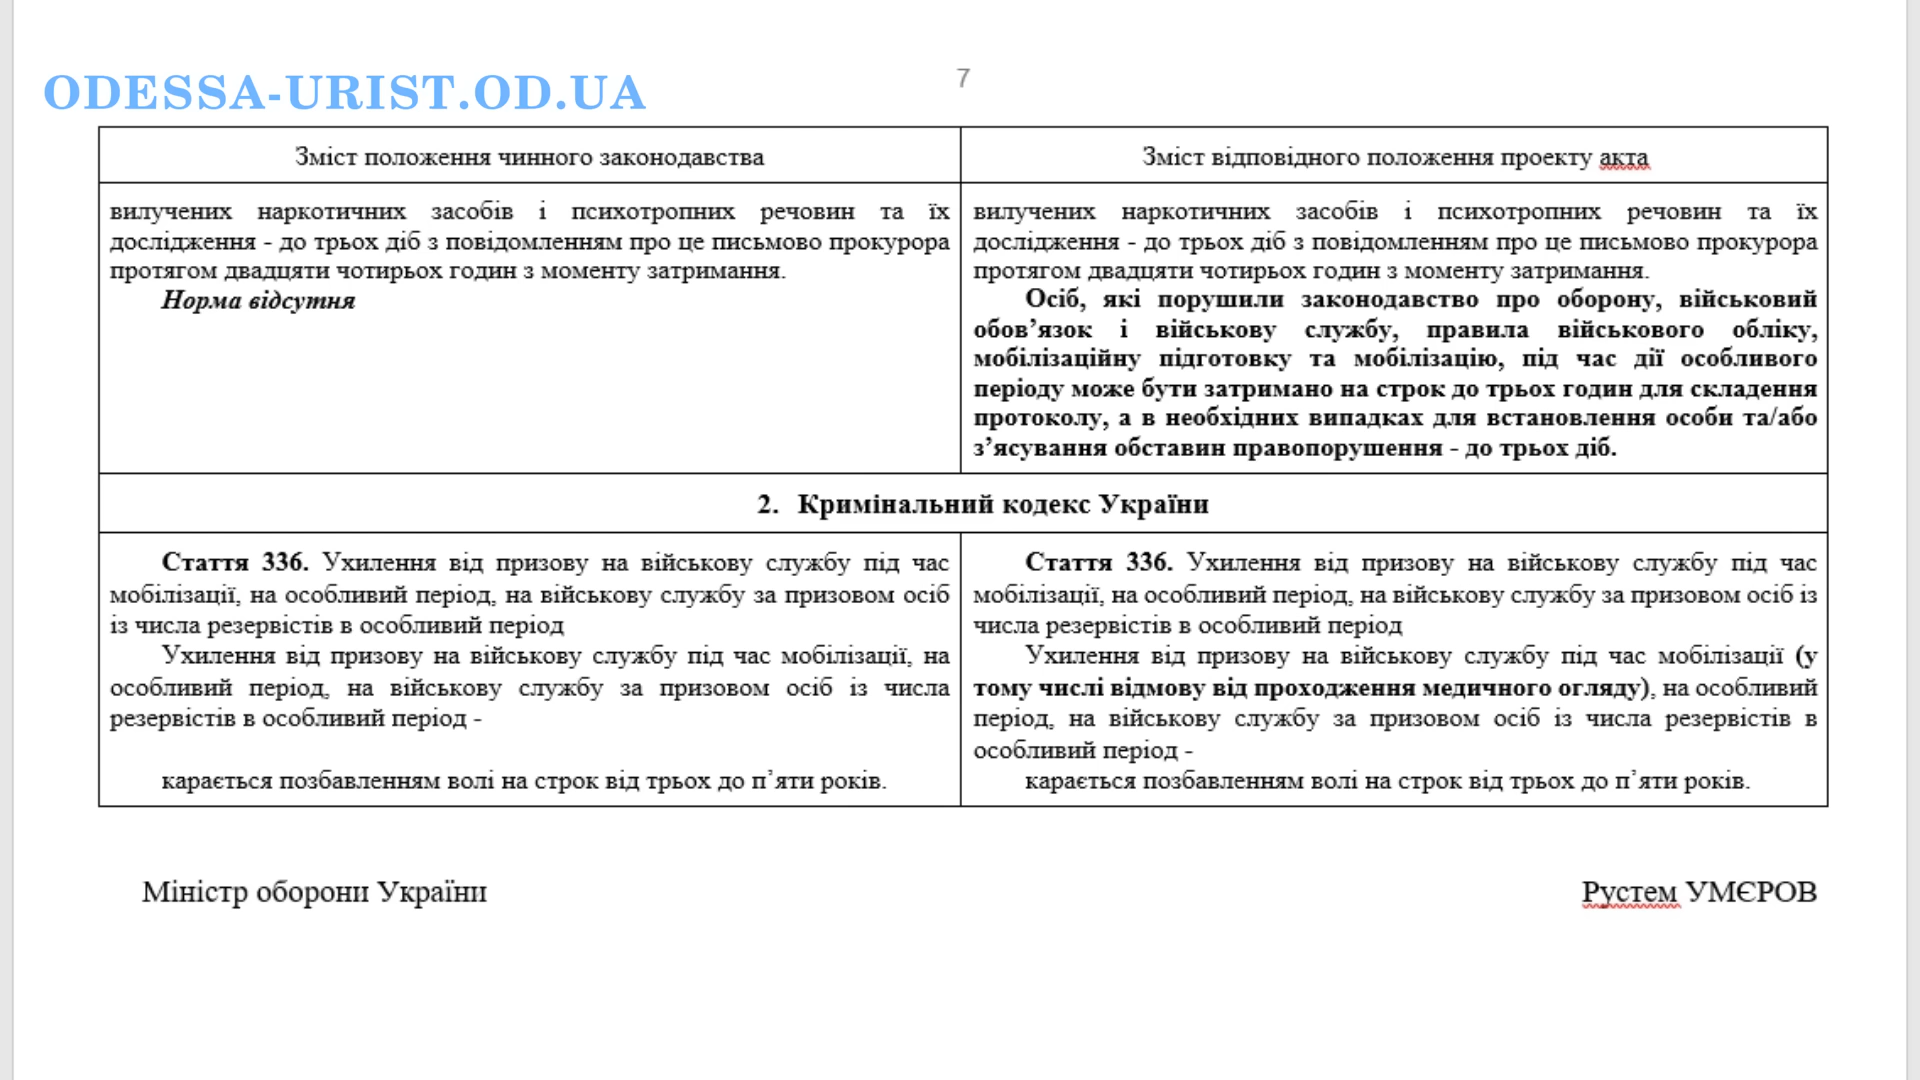 ODESSA-URIST.OD.UA
7
Зміст положення чинного законодавства
Зміст відповідного положення проекту акта
вилучених наркотичних засобів і психотропних речовин та їх
дослідження - до трьох діб з повідомленням про це письмово прокурора
протягом двадцяти чотирьох годин з моменту затримання.
Норма відсутня
вилучених наркотичних засобів і психотропних речовин та їх
дослідження - до трьох діб з повідомленням про це письмово прокурора
протягом двадцяти чотирьох годин з моменту затримання.
Осіб, які порушили законодавство про оборону, військовий
обов’язок і військову службу, правила військового обліку,
мобілізаційну підготовку та мобілізацію, під час дії особливого
періоду може бути затримано на строк до трьох годин для складення
протоколу, а в необхідних випадках для встановлення особи та/або
з’ясування обставин правопорушення - до трьох діб.
2. Кримінальний кодекс України
Стаття 336. Ухилення від призову на військову службу під час
мобілізації, на особливий період, на військову службу за призовом осіб
із числа резервістів в особливий період
Ухилення від призову на військову службу під час мобілізації, на
особливий період, на військову службу за призовом осіб із числа
резервістів в особливий період -
карається позбавленням волі на строк від трьох до п’яти років.
Стаття 336. Ухилення від призову на військову службу під час
мобілізації, на особливий період, на військову службу за призовом осіб із
числа резервістів в особливий період
Ухилення від призову на військову службу під час мобілізації (у
тому числі відмову від проходження медичного огляду), на особливий
період, на військову службу за призовом осіб із числа резервістів в
особливий період -
карається позбавленням волі на строк від трьох до п’яти років.
Міністр оборони України
Рустем УМЄРОВ